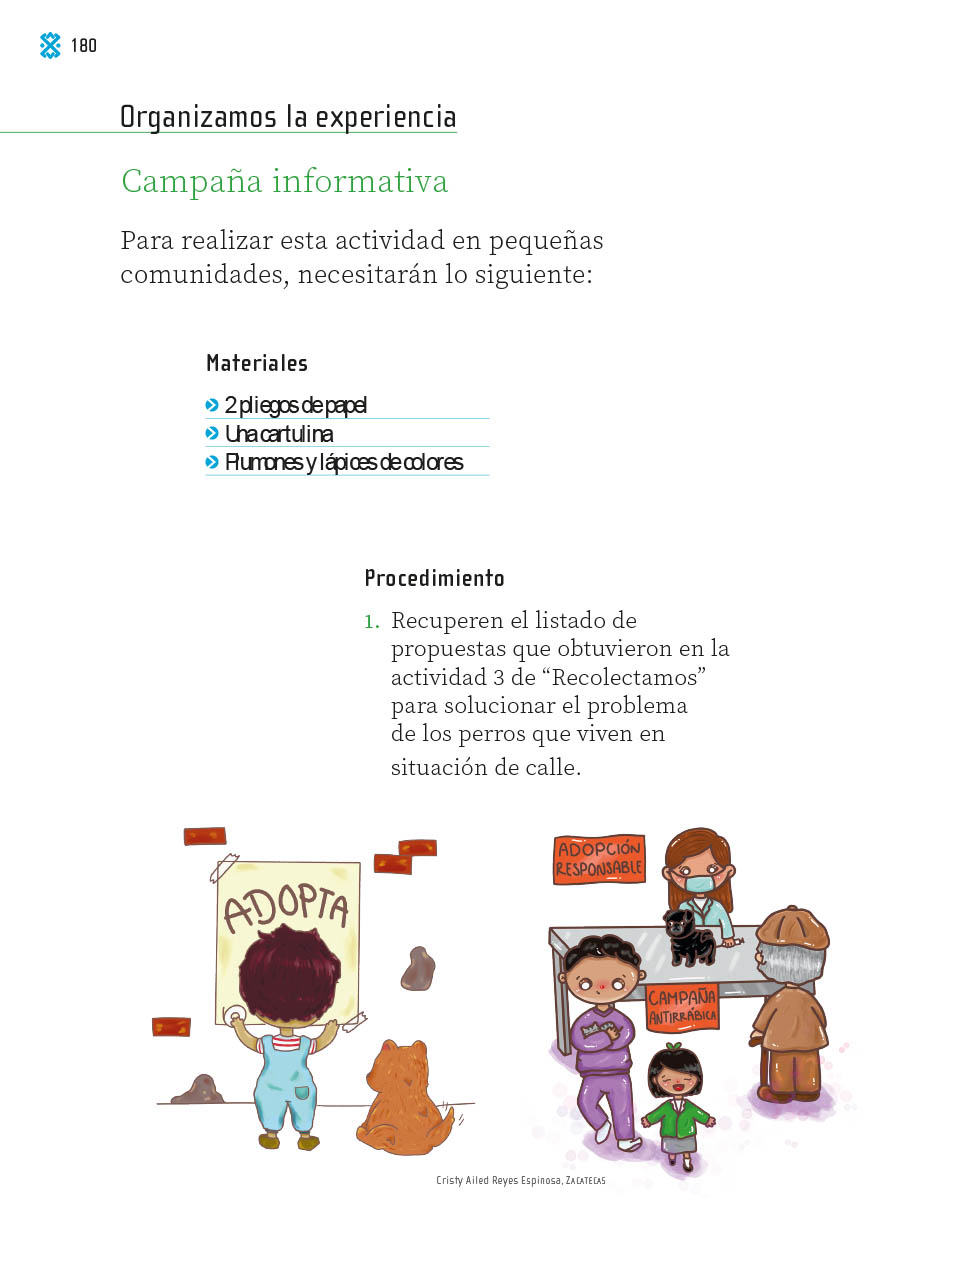 180
Organizamos la experiencia
Campaña informativa
Para realizar esta actividad en pequeñas
comunidades, necesitarán lo siguiente:
Materiales
2 pliegos de papel
Una cartulina
Plumones y lápices de colores
Procedimiento
1. Recuperen el listado de
propuestas que obtuvieron en la
actividad 3 de “Recolectamos”
para solucionar el problema
de los perros que viven en
situación de calle.
ADOPTA
ADOPCIÓN
RESPONSABLE
CAMPAÑA
ANTIRRÁBICA
Cristy Ailed Reyes Espinosa, ZACATECAS